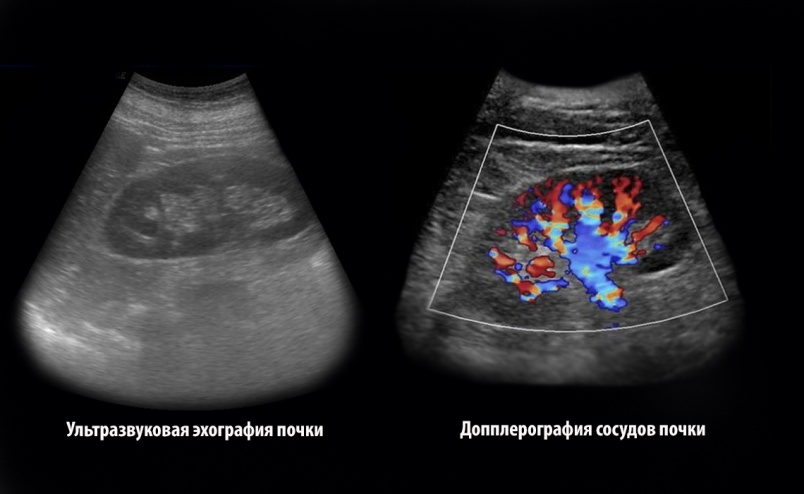 Ультразвуковая эхография почки
Допплерография сосудов почки